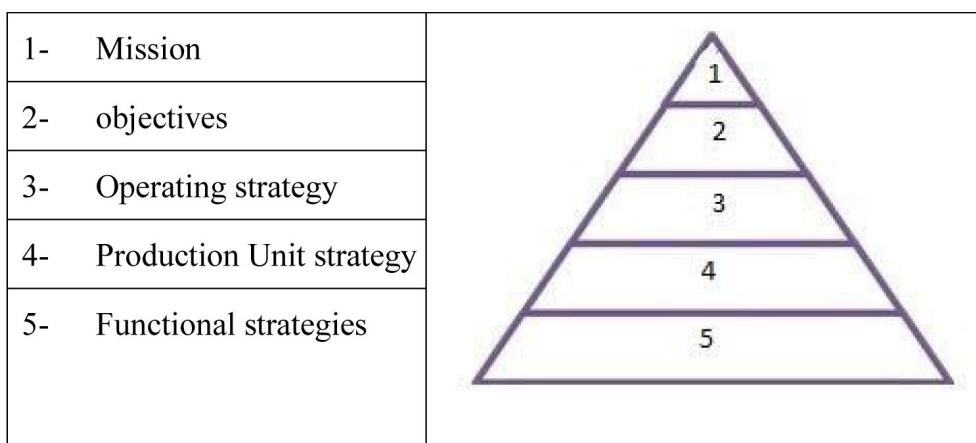 1- Mission
2- objectives
3- Operating strategy
4- Production Unit strategy
5- Functional strategies
1
2
3
4
5